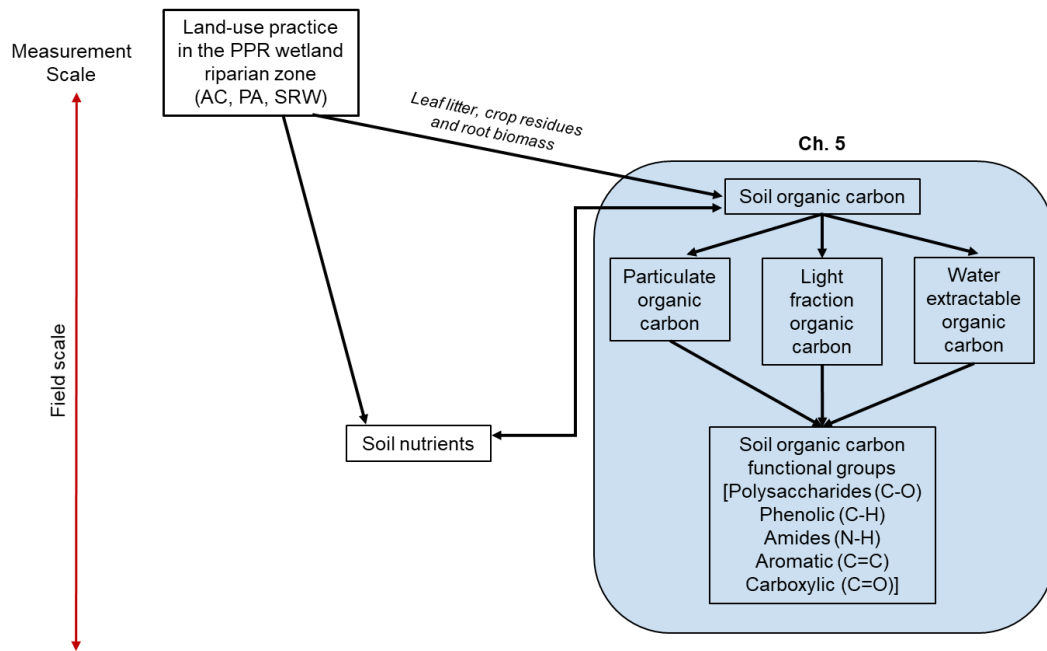 Measurement
Scale
Field scale
Land-use practice
in the PPR wetland
riparian zone
(AC, PA, SRW)
Leaf litter, crop residues
and root biomass
Ch. 5
Soil organic carbon
Particulate
organic
carbon
Light
fraction
organic
carbon
Water
extractable
organic
carbon
Soil nutrients
Soil organic carbon
functional groups
[Polysaccharides (C-O)
Phenolic (C-H)
Amides (N-H)
Aromatic (C=C)
Carboxylic (C=O)]